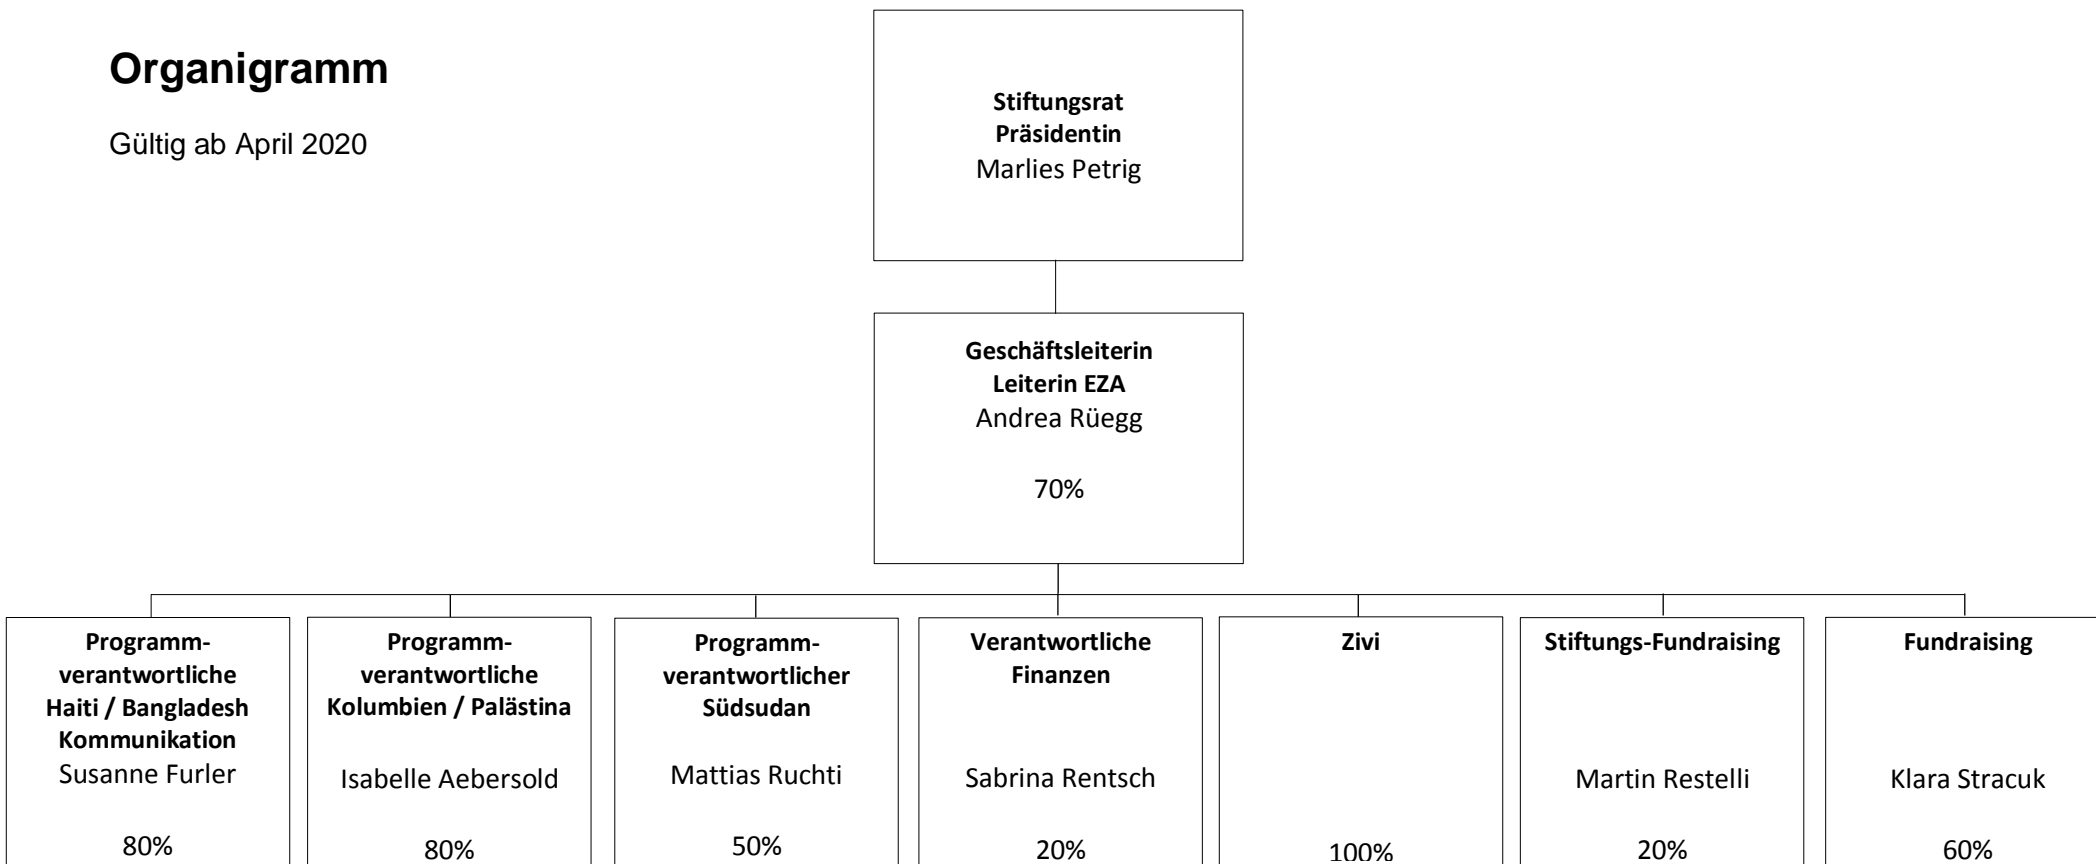 Organigramm
Gültig ab April 2020
Stiftungsrat
Präsidentin
Marlies Petrig
Geschäftsleiterin
Leiterin EZA
Andrea Rüegg
70%
Programm-
verantwortliche
Haiti / Bangladesh
Kommunikation
Susanne Furler
80%
Programm-
verantwortliche
Kolumbien / Palästina
Isabelle Aebersold
80%
Programm-
verantwortlicher
Südsudan
Mattias Ruchti
50%
Verantwortliche
Finanzen
Sabrina Rentsch
20%
Zivi
100%
Stiftungs-Fundraising
Martin Restelli
20%
Fundraising
Klara Stracuk
60%